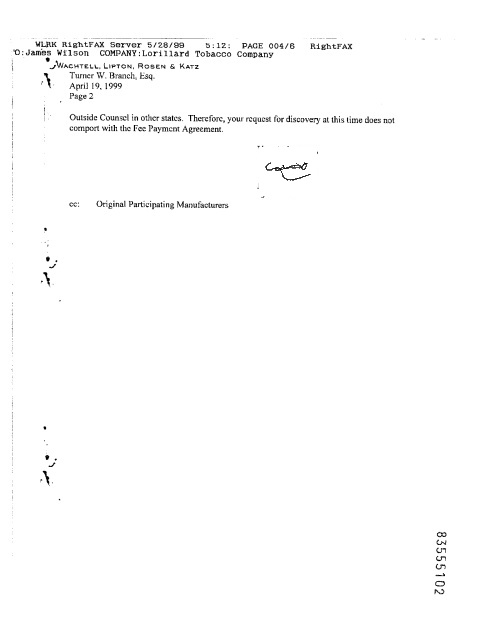 WLRK RightFAX Server 5/28/99 5:12: PAGE 004/6 RightFAX
O:James Wilson COMPANY:Lorillard Tobacco Company
WACHTELL, LIPTON, ROSEN & KATZ
Turner W. Branch, Esq.
April 19, 1999
Page 2
Outside Counsel in other states. Therefore, your request for discovery at this time does not
comport with the Fee Payment Agreement.
cc: Original Participating Manufacturers
83555102